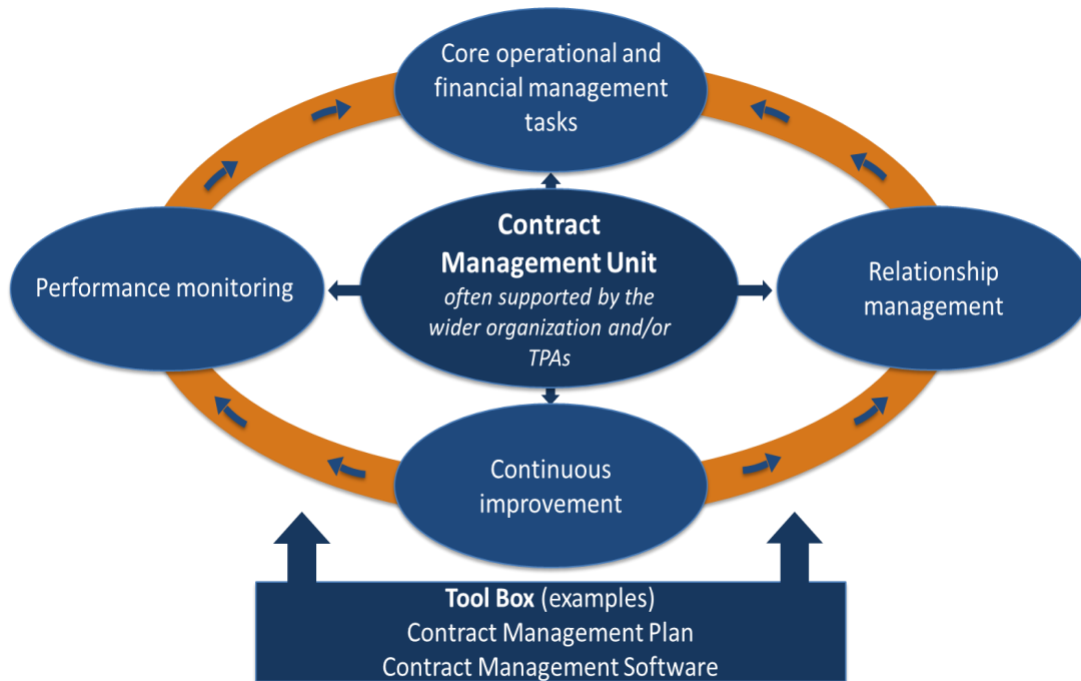 Core operational and
financial management
tasks
Contract
Management Unit
often supported by the
wider organization and/or
TPAs
Performance monitoring
Relationship
management
Continuous
improvement
Tool Box (examples)
Contract Management Plan
Contract Management Software